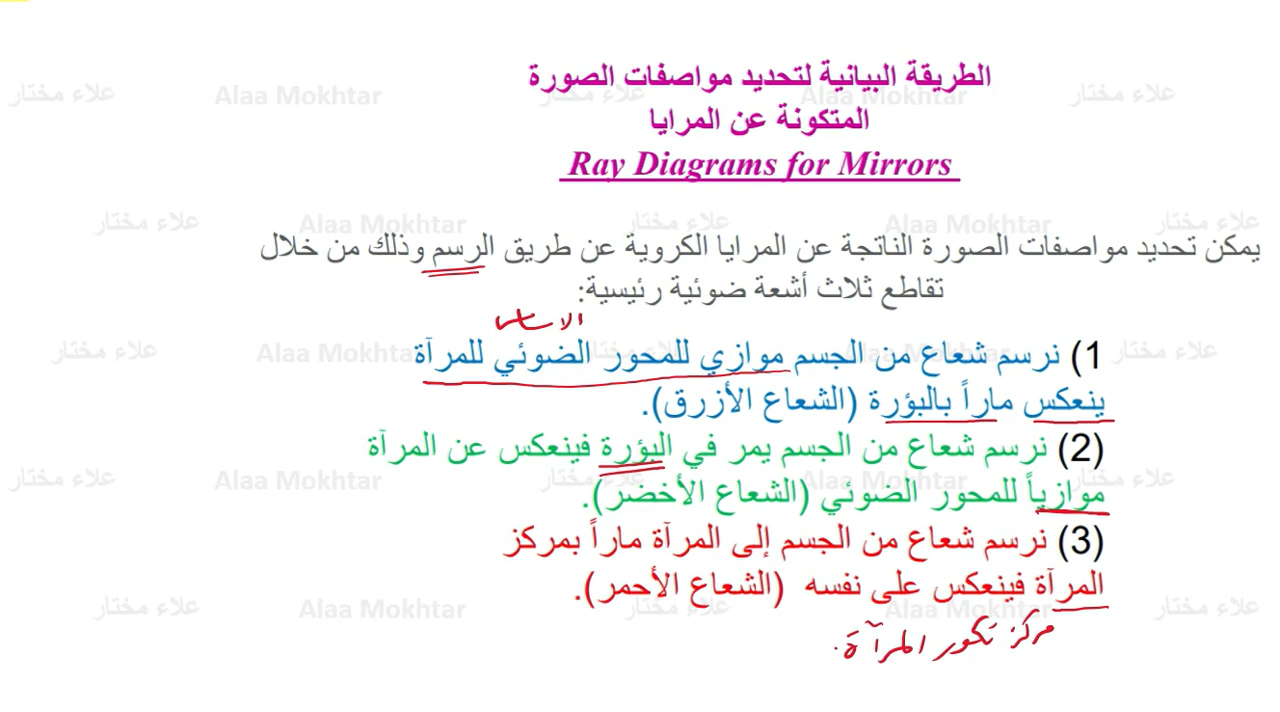 الطريقة البيانية لتحديد مواصفات الصورة
المتكونة عن المرايا
Ray Diagrams for Mirrors
يمكن تحديد مواصفات الصورة الناتجة عن المرايا الكروية عن طريق الرسم وذلك من خلال
تقاطع ثلاث أشعة ضوئية رئيسية:
(1) نرسم شعاع من الجسم موازي للمحور الضوئي للمرآة
ينعكس ماراً بالبؤرة (الشعاع الأزرق).
(2) نرسم شعاع من الجسم يمر في البؤرة فينعكس عن المرآة
موازياً للمحور الضوئي (الشعاع الأخضر).
(3) نرسم شعاع من الجسم إلى المرآة ماراً بمركز
المرآة فينعكس على نفسه (الشعاع الأحمر).
مركز تكور المرآة.
علاء مختار
Alaa Mokhtar